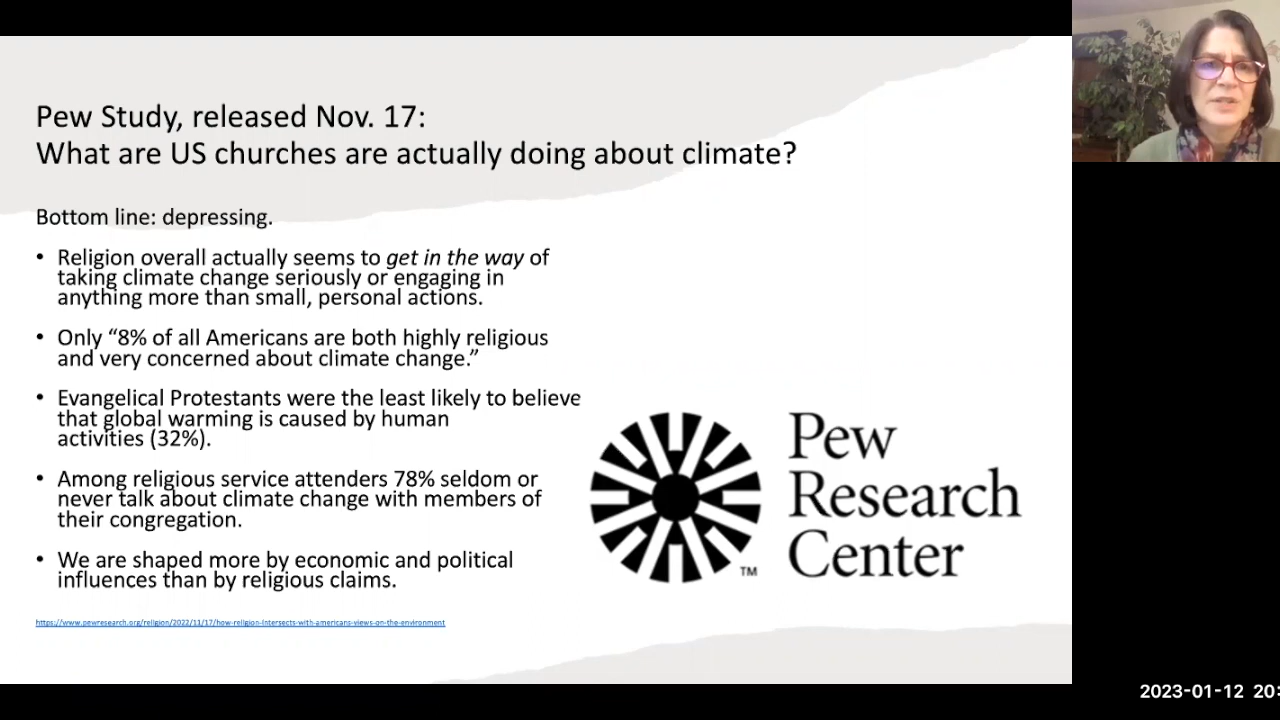 Pew Study, released Nov. 17:
What are US churches are actually doing about climate?
Bottom line: depressing.
• Religion overall actually seems to get in the way of
taking climate change seriously or engaging in
anything more than small, personal actions.
• Only “8% of all Americans are both highly religious
and very concerned about climate change.”
• Evangelical Protestants were the least likely to believe
that global warming is caused by human
activities (32%).
• Among religious service attenders 78% seldom or
never talk about climate change with members of
their congregation.
• We are shaped more by economic and political
influences than by religious claims.
https://www.pewresearch.org/religion/2022/11/17/how-religion-intersects-with-americans-views-on-the-environment
Pew
Research
Center
TM
2023-01-12 20: